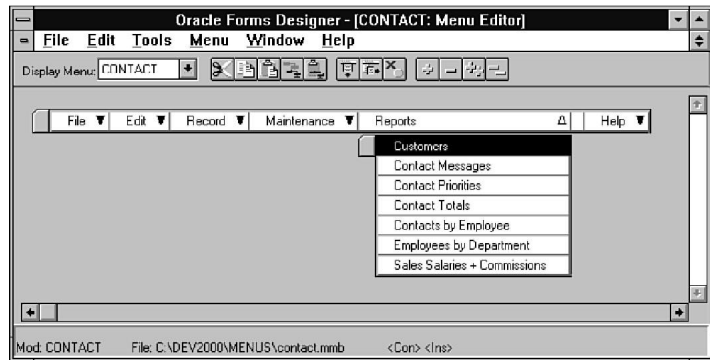 Oracle Forms Designer - [CONTACT: Menu Editor]
File Edit Tools Menu Window Help
Display Menu: CONTACT
File Edit Record Maintenance Reports Help
Customers
Contact Messages
Contact Priorities
Contact Totals
Contacts by Employee
Employees by Department
Sales Salaries + Commissions
Mod: CONTACT File: C:\DEV2000\MENUS\contact.mmb <Con> <Ins>